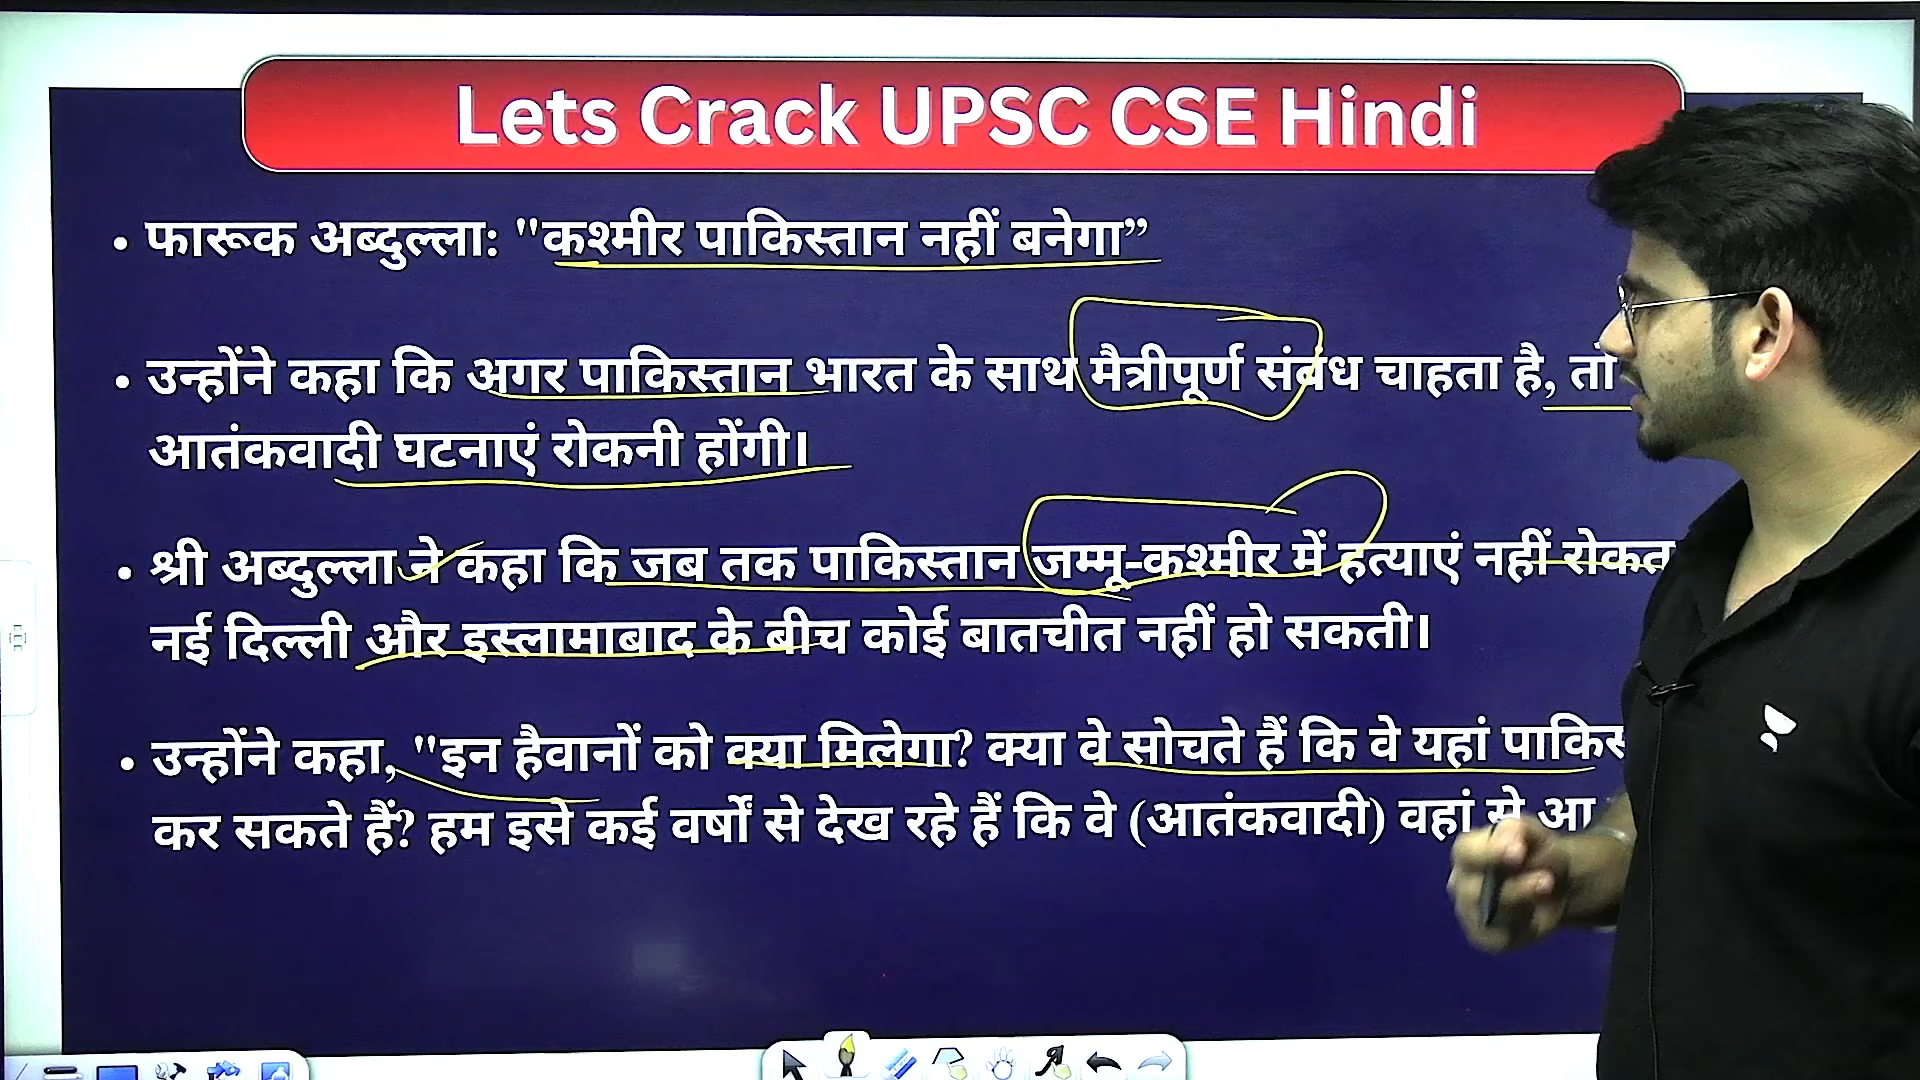 Lets Crack UPSC CSE Hindi
• फारूक अब्दुल्ला: "कश्मीर पाकिस्तान नहीं बनेगा”
• उन्होंने कहा कि अगर पाकिस्तान भारत के साथ मैत्रीपूर्ण संबंध चाहता है, तो
आतंकवादी घटनाएं रोकनी होंगी।
• श्री अब्दुल्ला ने कहा कि जब तक पाकिस्तान जम्मू-कश्मीर में हत्याएं नहीं
नई दिल्ली और इस्लामाबाद के बीच कोई बातचीत नहीं हो सकती।
• उन्होंने कहा, "इन हैवानों को क्या मिलेगा? क्या वे सोचते हैं कि वे यहां
कर सकते हैं? हम इसे कई वर्षों से देख रहे हैं कि वे (आतंकवादी) वहां से आ